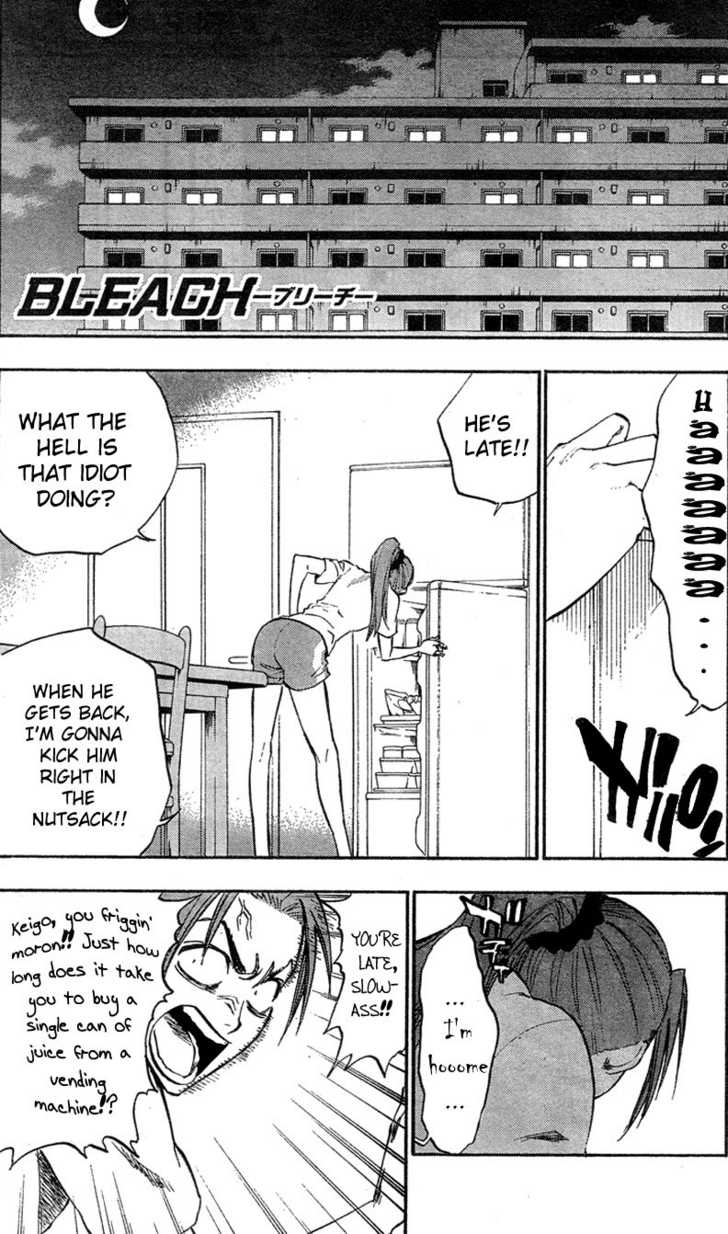 BLEACH
ーブリーチー
H
a
a
a
a
a
a
a
.
.
.
.
HE'S
LATE!!
WHAT THE
HELL IS
THAT IDIOT
DOING?
WHEN HE
GETS BACK,
I'M GONNA
KICK HIM
RIGHT IN
THE
NUTSACK!!
...
I'm
hooome
...
YOU'RE
LATE,
SLOW-
ASS!!
Keigo, you friggin'
moron!! Just how
long does it take
you to buy a
single can of
juice from a
vending
machine!?